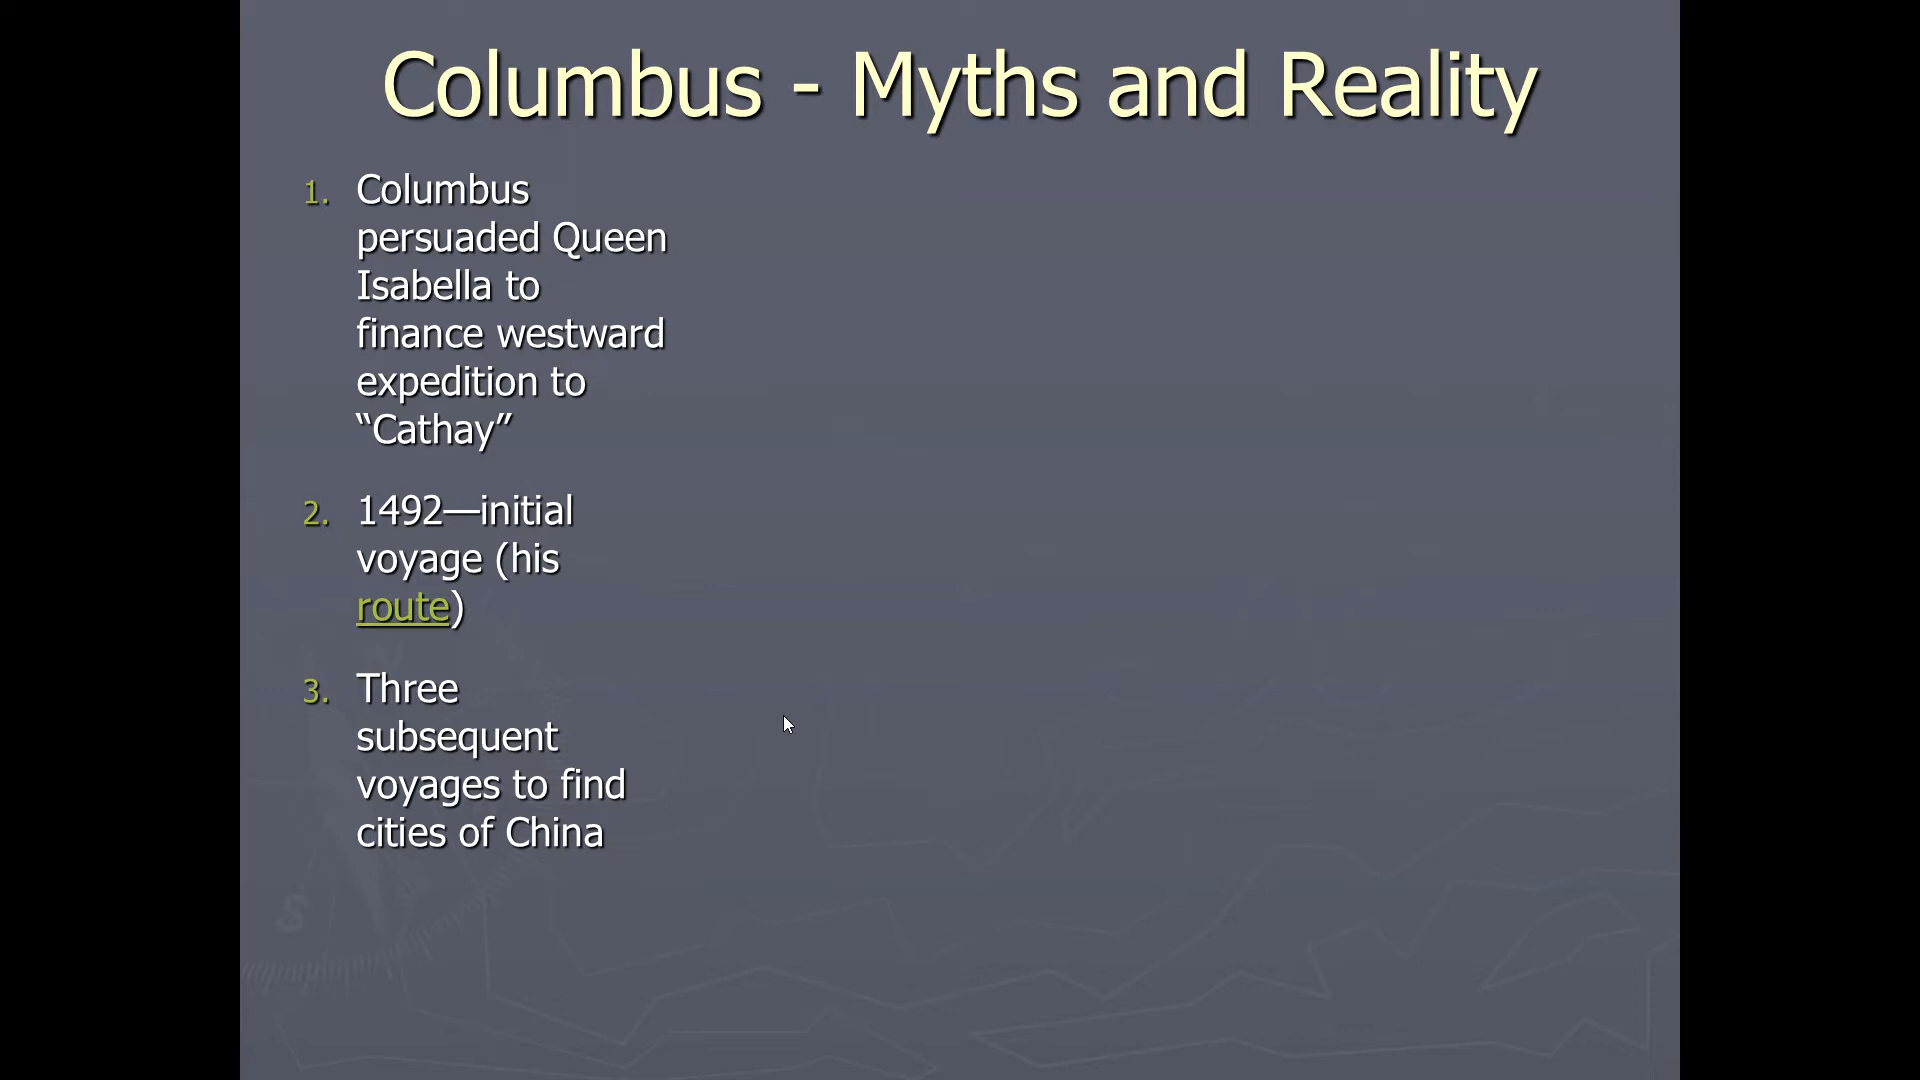 Columbus - Myths and Reality
1. Columbus
persuaded Queen
Isabella to
finance westward
expedition to
“Cathay”
2. 1492—initial
voyage (his
route)
3. Three
subsequent
voyages to find
cities of China
S